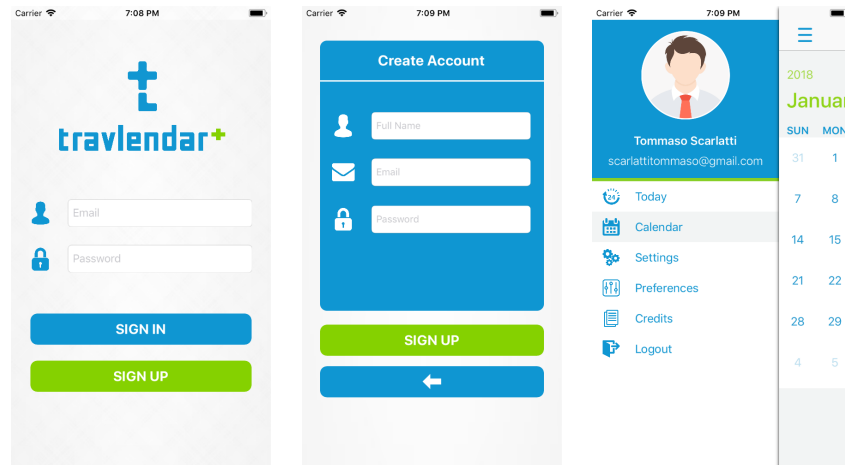 Carrier 7:08 PM
travlendar+
Email
Password
SIGN IN
SIGN UP
Carrier 7:09 PM
Create Account
Full Name
Email
Password
SIGN UP
Carrier 7:09 PM
Tommaso Scarlatti
scarlattitommaso@gmail.com
24
Today
Calendar
Settings
Preferences
Credits
Logout
2018
Januar
SUN MON
31 1
7 8
14 15
21 22
28 29
4 5